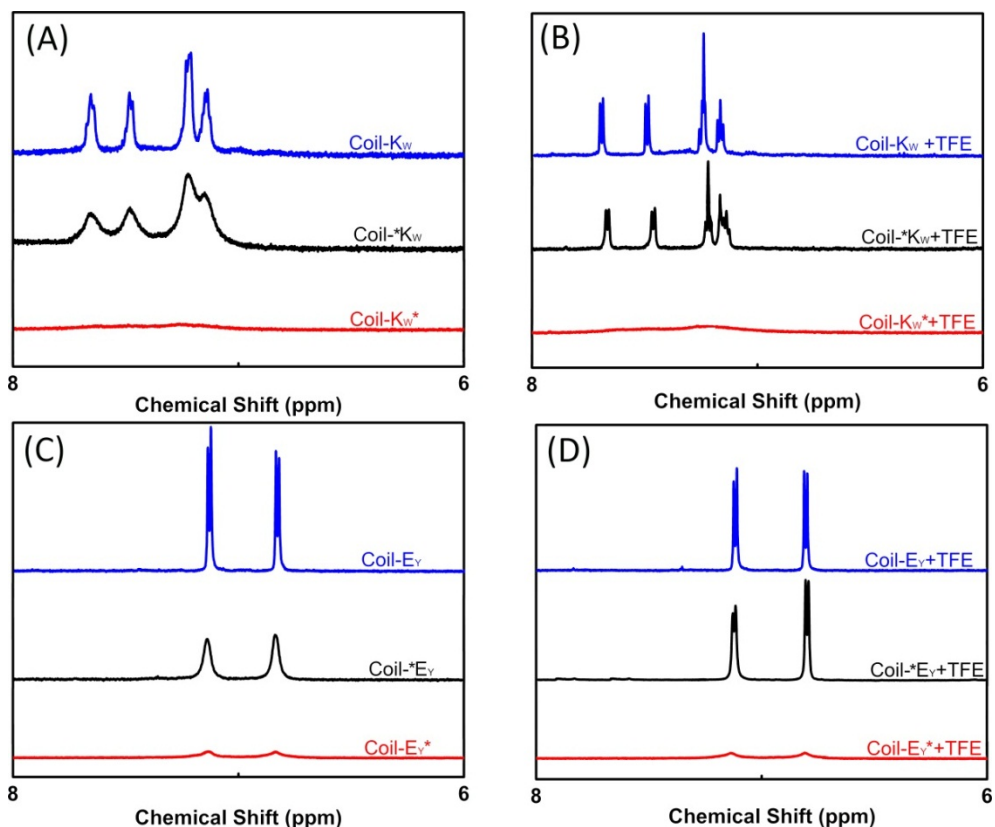 (A)
Coil-Kw
Coil-*Kw
Coil-Kw*
8
6
Chemical Shift (ppm)
(B)
Coil-Kw +TFE
Coil-*Kw+TFE
Coil-Kw*+TFE
8
6
Chemical Shift (ppm)
(C)
Coil-EY
Coil-*EY
Coil-EY*
8
6
Chemical Shift (ppm)
(D)
Coil-EY+TFE
Coil-*EY+TFE
Coil-EY*+TFE
8
6
Chemical Shift (ppm)